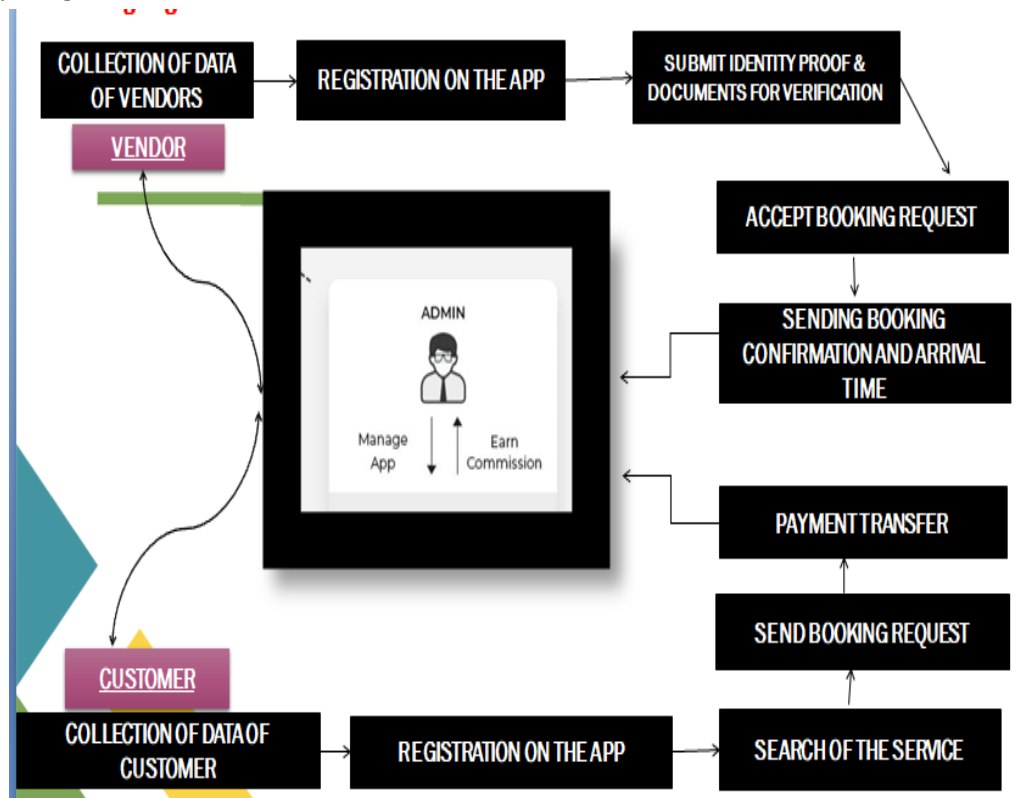 COLLECTION OF DATA
OF VENDORS
REGISTRATION ON THE APP
SUBMIT IDENTITY PROOF &
DOCUMENTS FOR VERIFICATION
VENDOR
ACCEPT BOOKING REQUEST
SENDING BOOKING
CONFIRMATION AND ARRIVAL
TIME
ADMIN
Manage
App
Earn
Commission
PAYMENT TRANSFER
SEND BOOKING REQUEST
CUSTOMER
COLLECTION OF DATA OF
CUSTOMER
REGISTRATION ON THE APP
SEARCH OF THE SERVICE